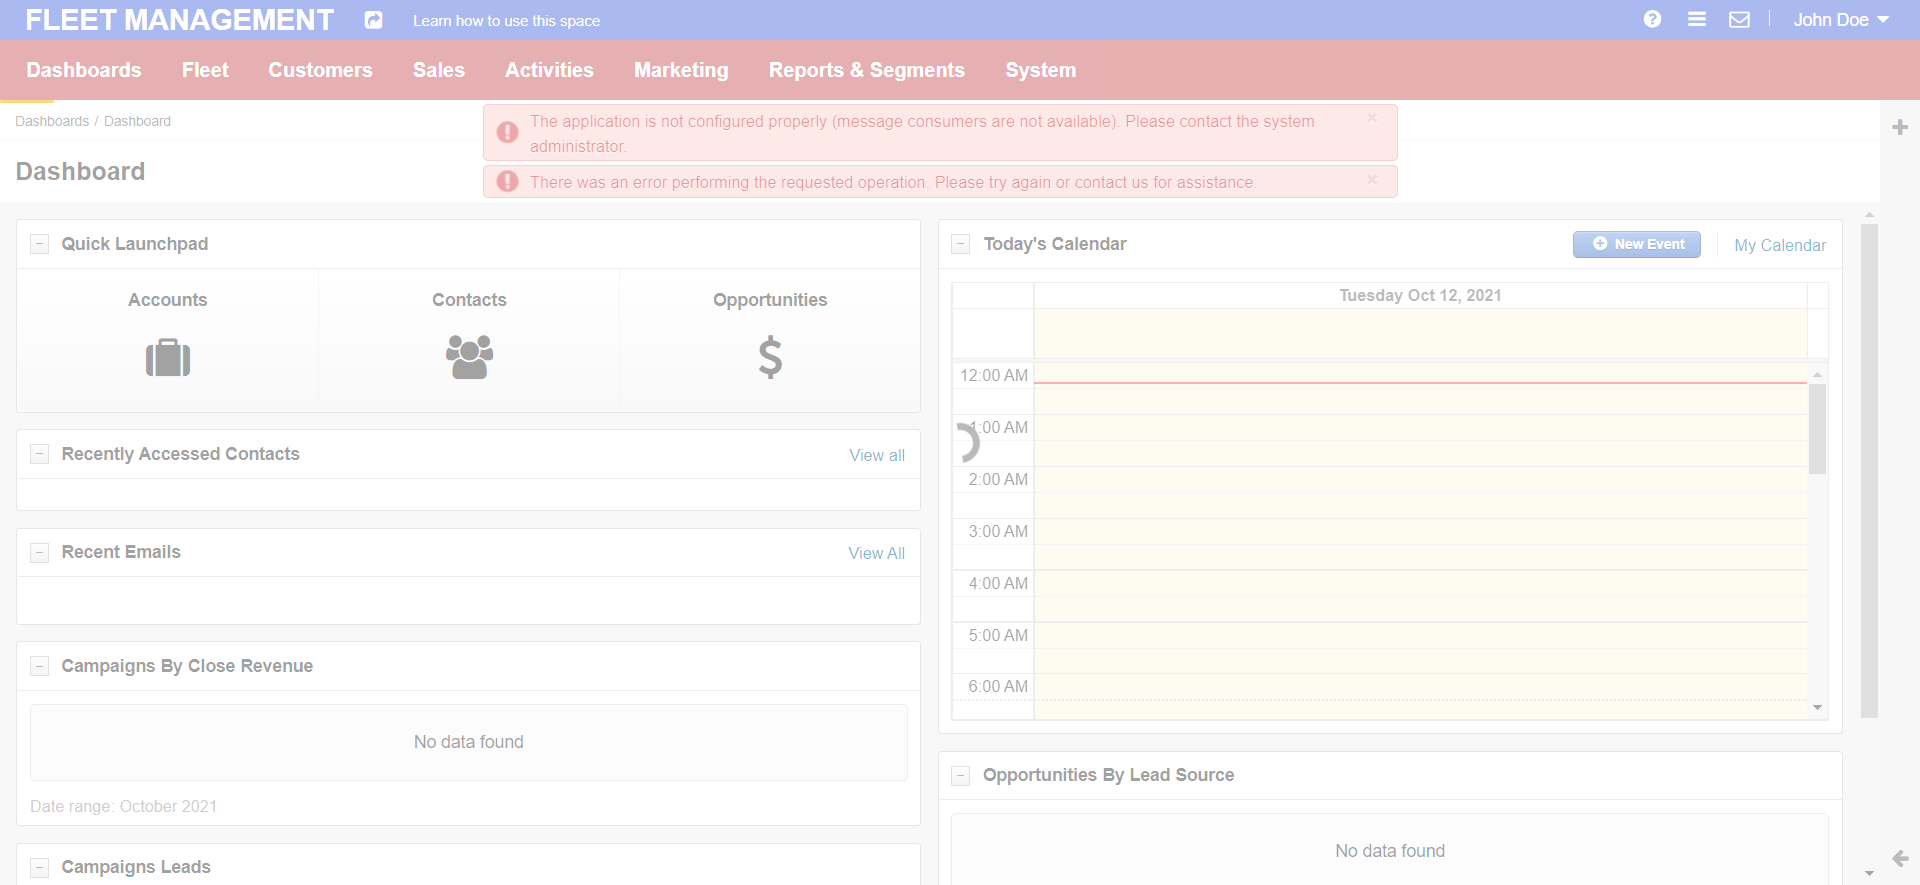 FLEET MANAGEMENT
Learn how to use this space
John Doe
Dashboards
Fleet
Customers
Sales
Activities
Marketing
Reports & Segments
System
Dashboards / Dashboard
The application is not configured properly (message consumers are not available). Please contact the system
administrator.
There was an error performing the requested operation. Please try again or contact us for assistance.
Dashboard
Quick Launchpad
Accounts
Contacts
Opportunities
Recently Accessed Contacts
View all
Recent Emails
View All
Campaigns By Close Revenue
No data found
Date range: October 2021
Campaigns Leads
Today's Calendar
New Event
My Calendar
Tuesday Oct 12, 2021
12:00 AM
1:00 AM
2:00 AM
3:00 AM
4:00 AM
5:00 AM
6:00 AM
Opportunities By Lead Source
No data found